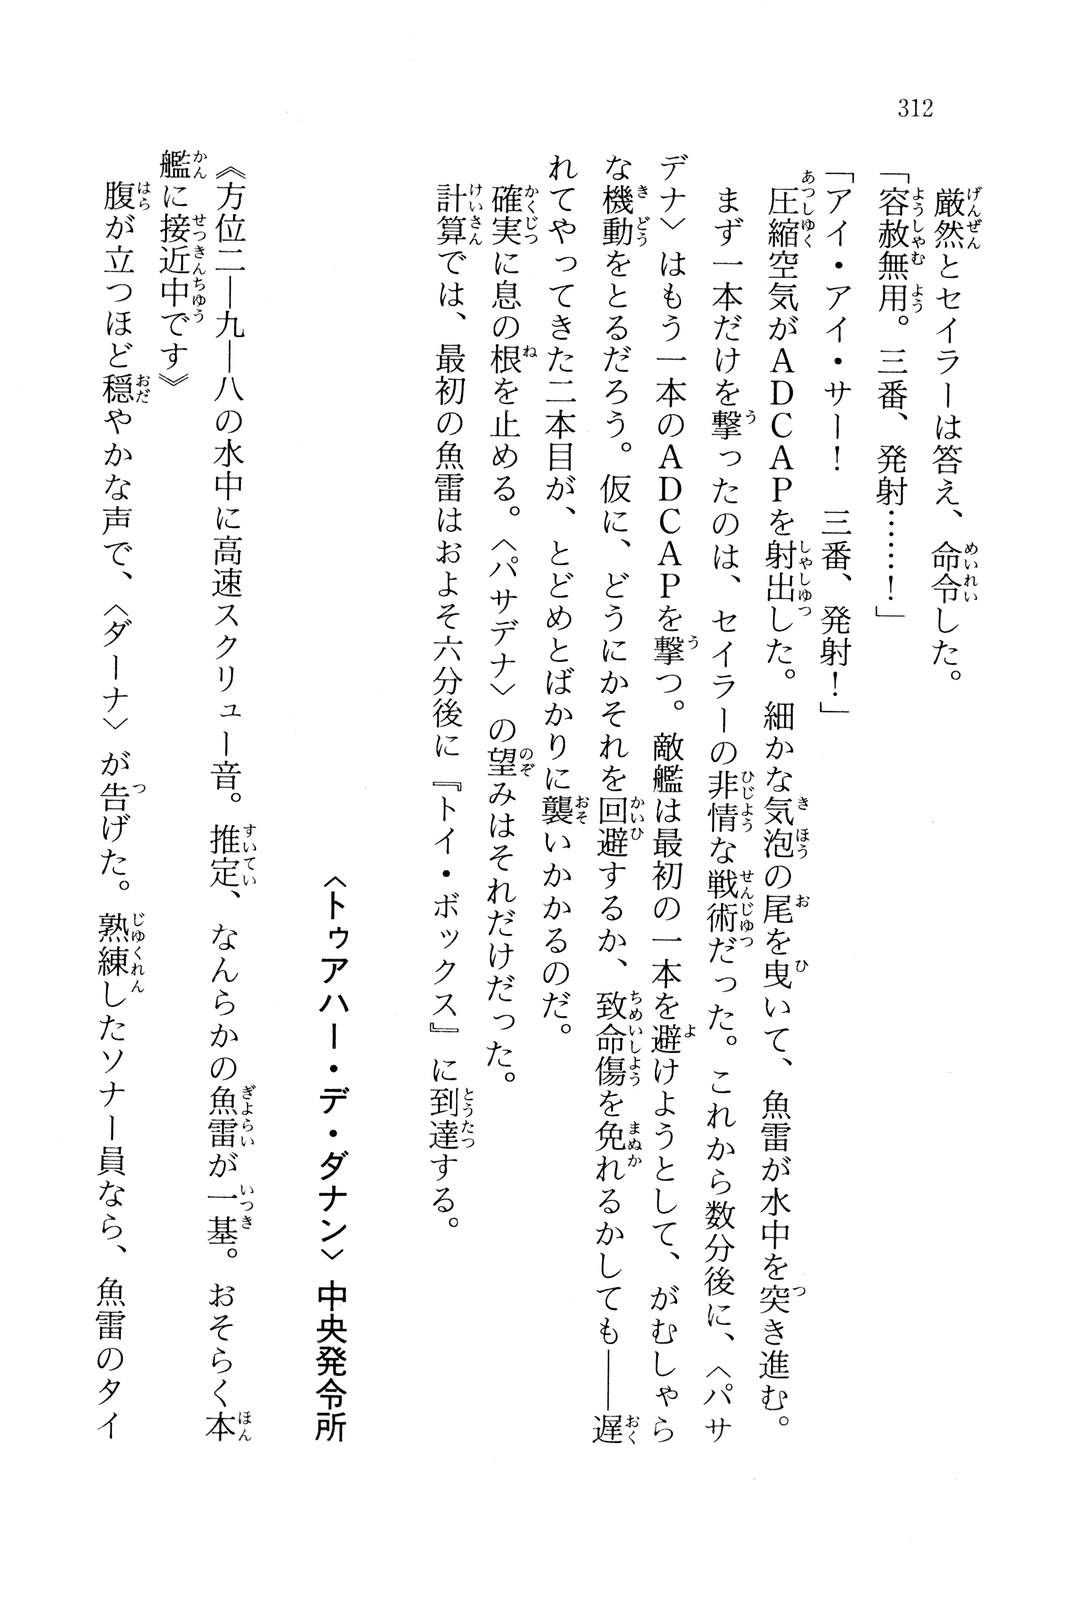 312
厳然とセイラーは答え、命令した。
「容赦無用。三番、発射……！」
「アイ・アイ・サー！　三番、発射！」
圧縮空気がＡＤＣＡＰを射出した。細かな気泡の尾を曳いて、魚雷が水中を突き進む。
まず一本だけを撃ったのは、セイラーの非情な戦術だった。これから数分後に、〈パサ
デナ〉はもう一本のＡＤＣＡＰを撃つ。敵艦は最初の一本を避けようとして、がむしゃら
な機動をとるだろう。仮に、どうにかそれを回避するか、致命傷を免れるかしても――遅
れてやってきた二本目が、とどめとばかりに襲いかかるのだ。
確実に息の根を止める。〈パサデナ〉の望みはそれだけだった。
計算では、最初の魚雷はおよそ六分後に『トイ・ボックス』に到達する。
〈トゥアハー・デ・ダナン〉中央発令所
《方位二―九―八の水中に高速スクリュー音。推定、なんらかの魚雷が一基。おそらく本
艦に接近中です》
腹が立つほど穏やかな声で、〈ダーナ〉が告げた。熟練したソナー員なら、魚雷のタイ